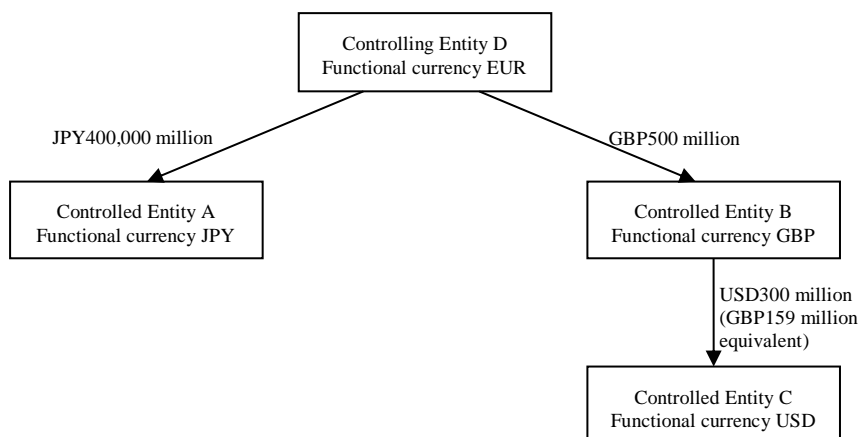 Controlling Entity D
Functional currency EUR
JPY400,000 million
GBP500 million
Controlled Entity A
Functional currency JPY
Controlled Entity B
Functional currency GBP
USD300 million
(GBP159 million
equivalent)
Controlled Entity C
Functional currency USD